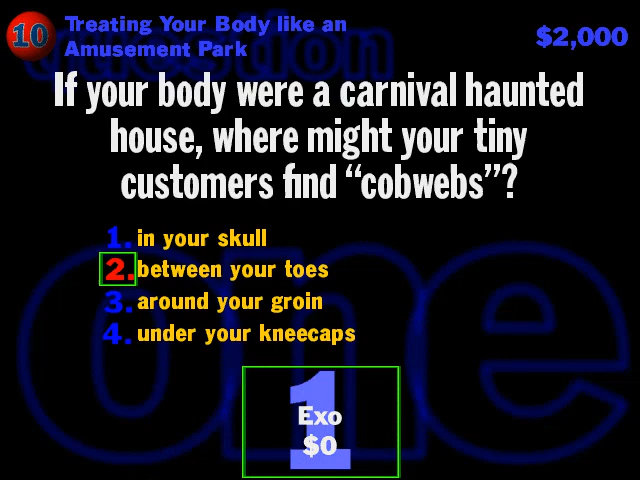 10
Treating Your Body like an
Amusement Park
$2,000
question
If your body were a carnival haunted
house, where might your tiny
customers find “cobwebs”?
1. in your skull
2. between your toes
3. around your groin
4. under your kneecaps
one
1
Exo
$0